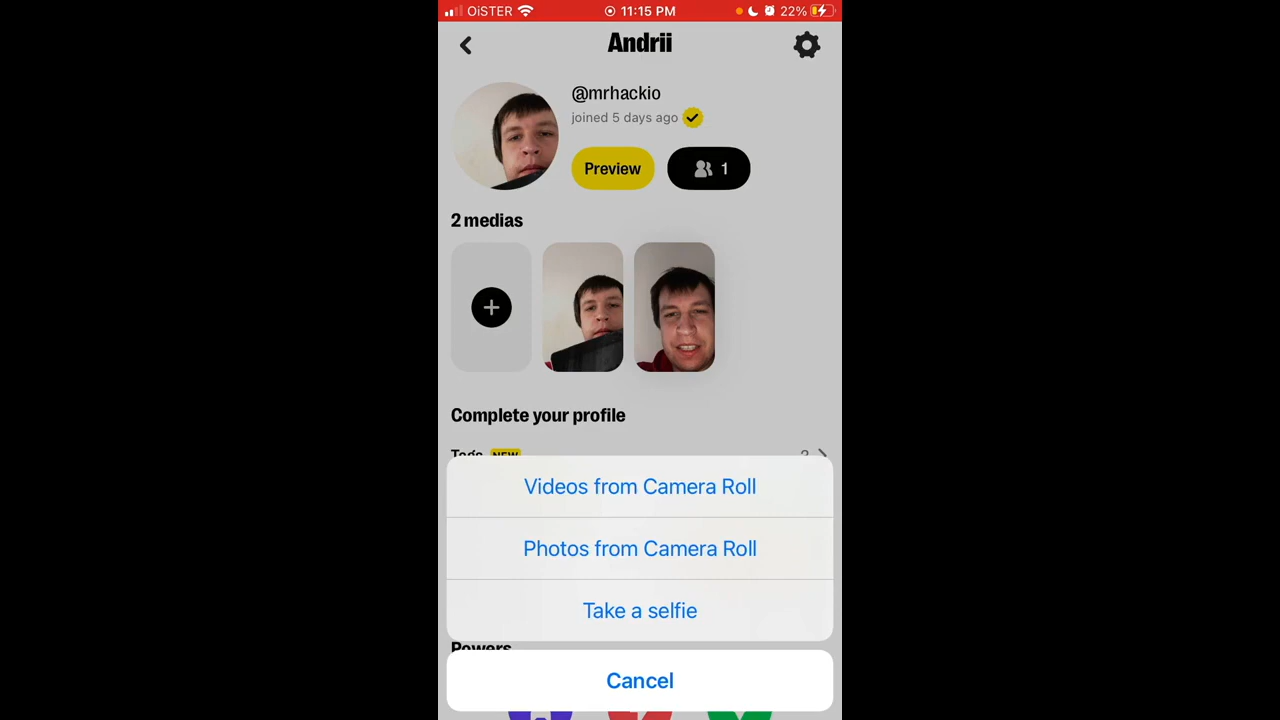 OiSTER 11:15 PM 22%
Andrii
@mrhackio
joined 5 days ago
Preview 1
2 medias
Complete your profile
Tags NEW
Videos from Camera Roll
Photos from Camera Roll
Take a selfie
Powers
Cancel